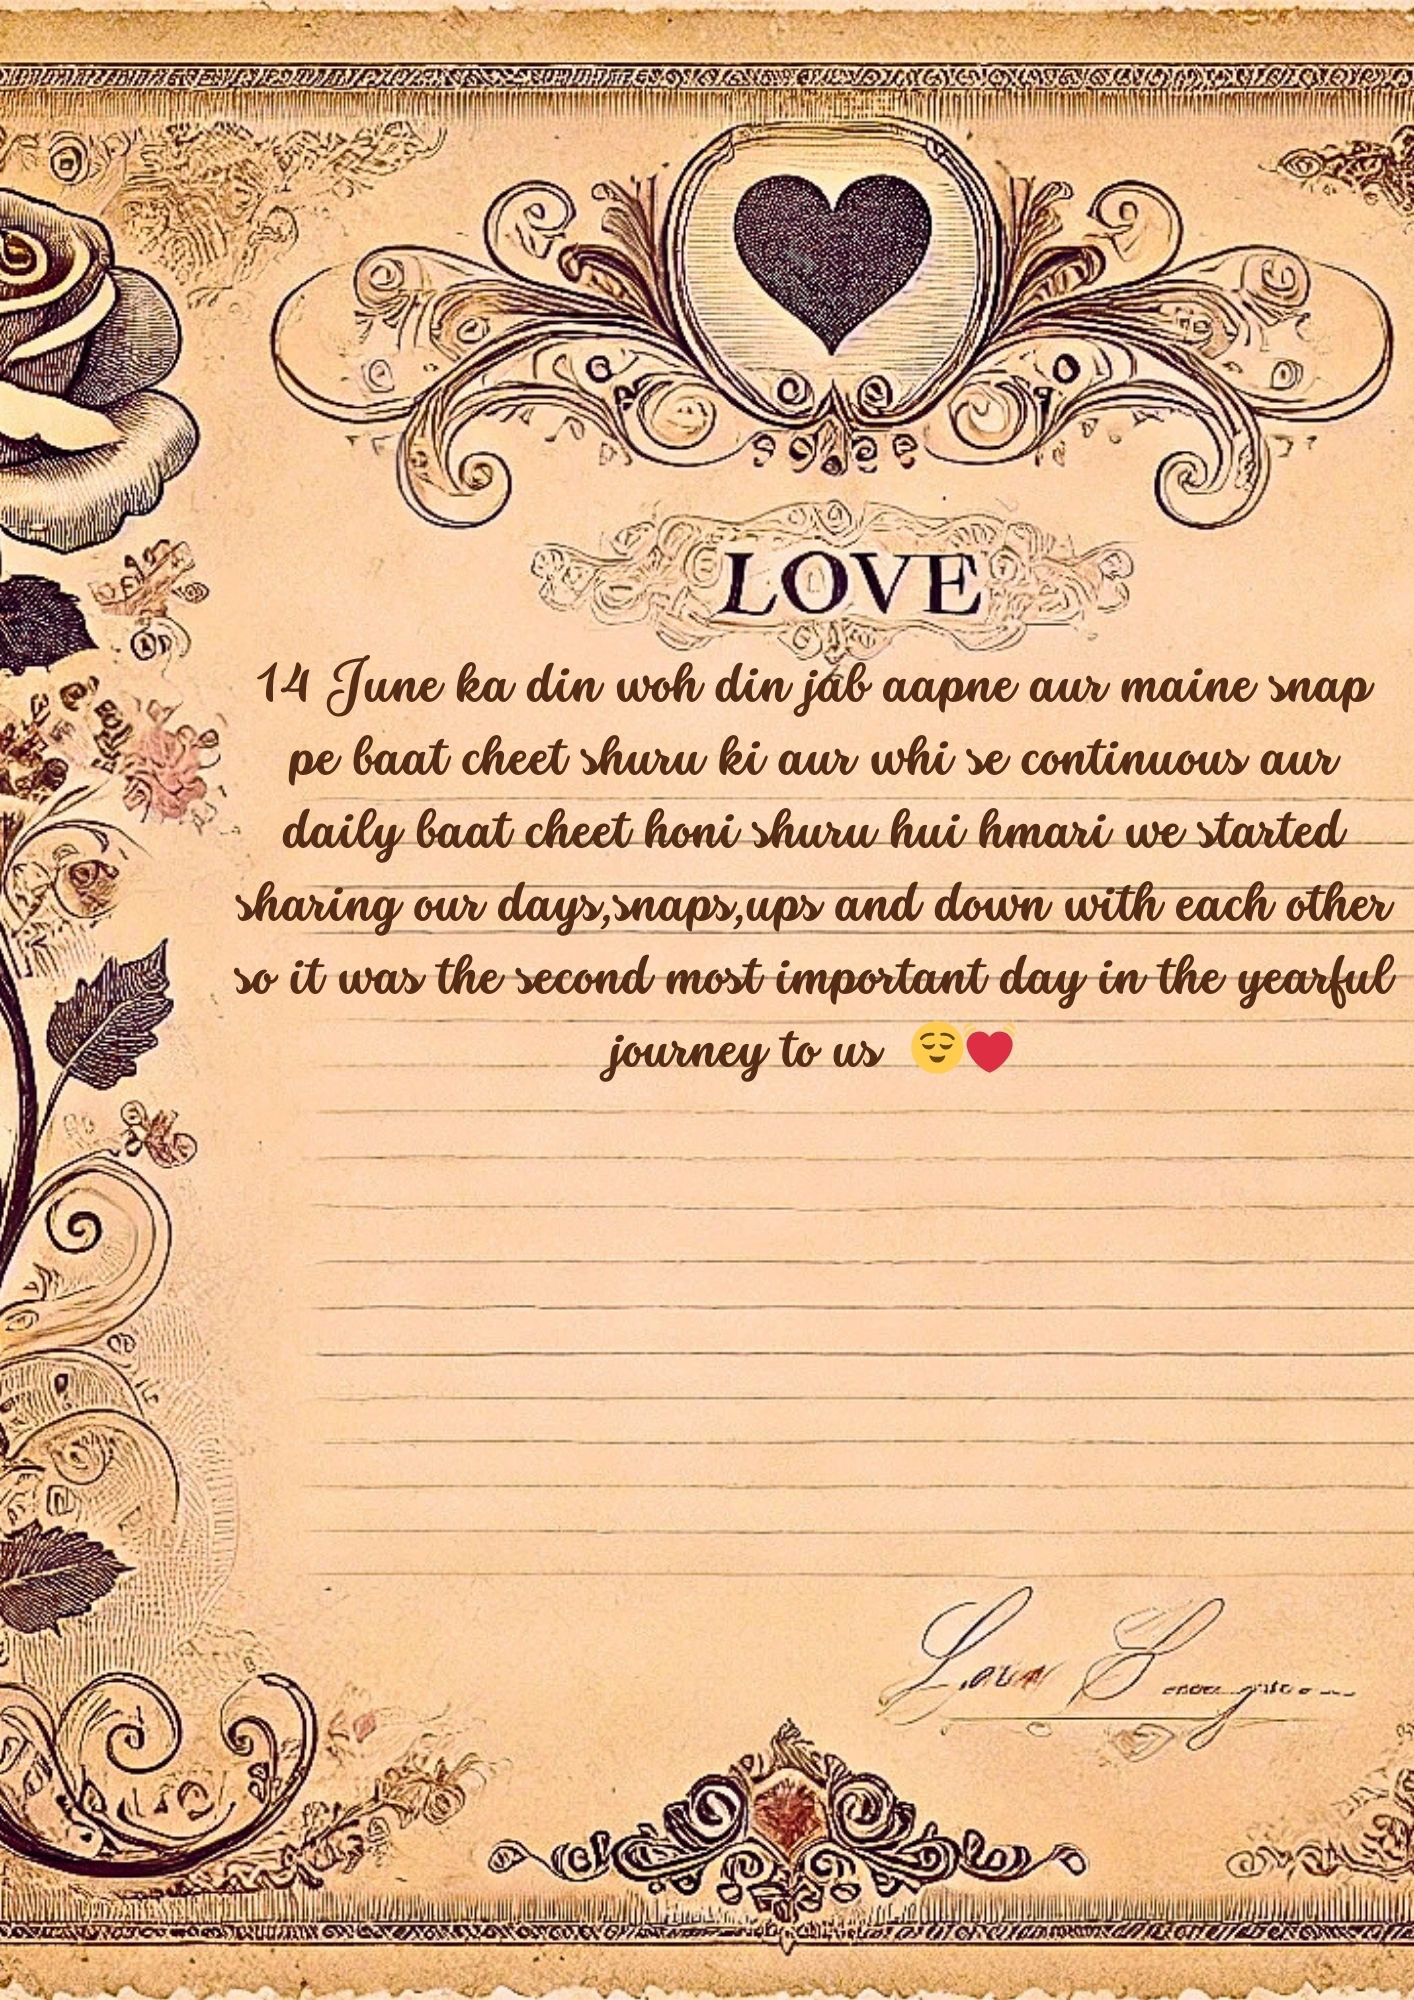 LOVE
14 June ka din woh din jab aapne aur maine snap
pe baat cheet shuru ki aur whi se continuous aur
daily baat cheet honi shuru hui hmari we started
sharing our days,snaps,ups and down with each other
so it was the second most important day in the yearful
journey to us 😌💓